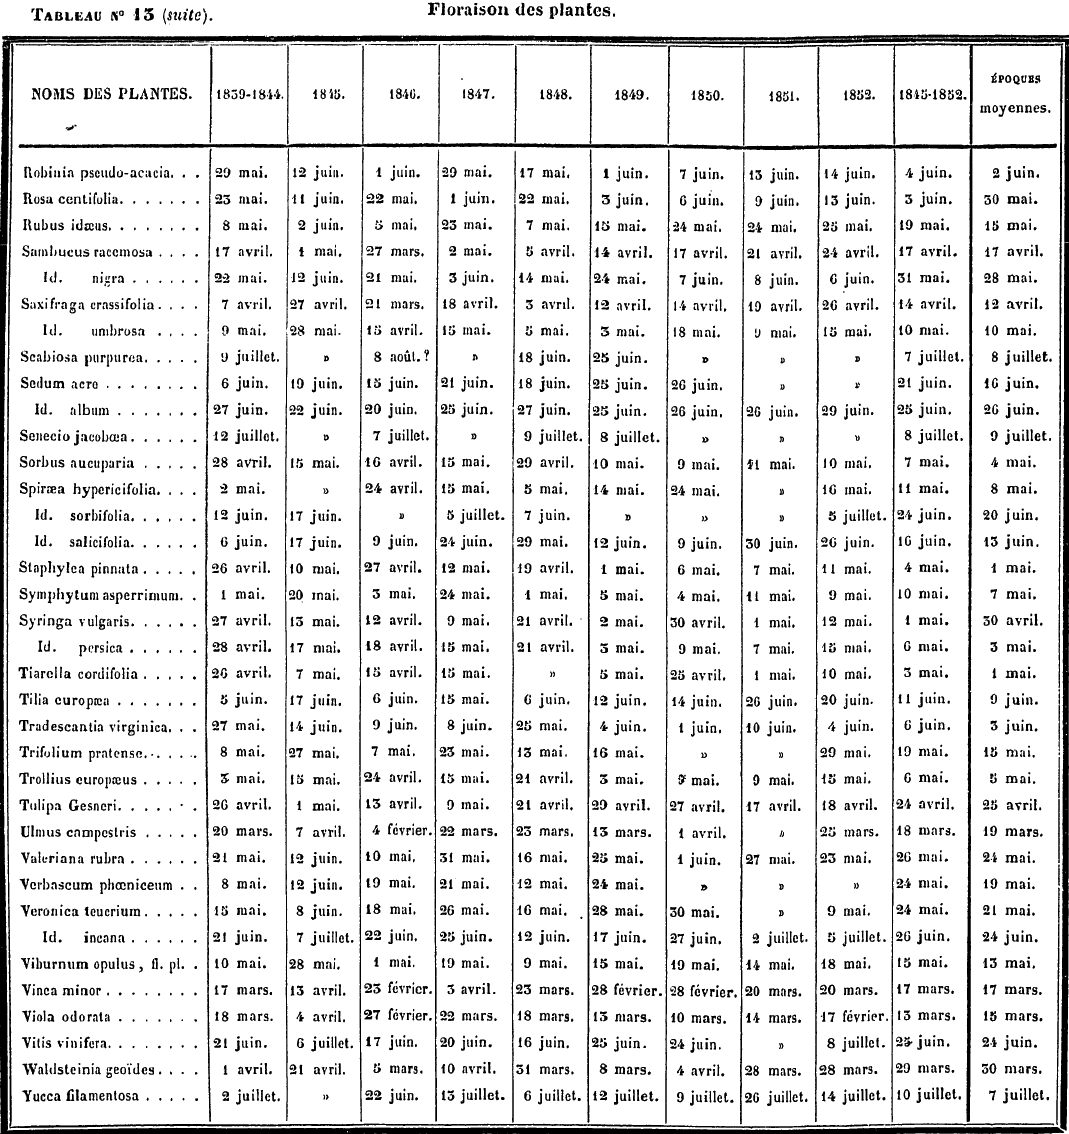 TABLEAU N° 13 (suite). Floraison des plantes.
NOMS DES PLANTES. 1839-1844. 1845. 1846. 1847. 1848. 1849. 1850. 1851. 1852. 1845-1852. ÉPOQUES moyennes.
Robinia pseudo-acacia. . . 29 mai. 12 juin. 1 juin. 29 mai. 17 mai. 1 juin. 7 juin. 13 juin. 14 juin. 4 juin. 2 juin.
Rosa centifolia. . . . . . . 23 mai. 11 juin. 22 mai. 1 juin. 22 mai. 3 juin. 6 juin. 9 juin. 13 juin. 3 juin. 30 mai.
Rubus idæus. . . . . . . . 8 mai. 2 juin. 5 mai. 23 mai. 7 mai. 15 mai. 24 mai. 24 mai. 25 mai. 19 mai. 15 mai.
Sambucus racemosa . . . . 17 avril. 1 mai. 27 mars. 2 mai. 5 avril. 14 avril. 17 avril. 21 avril. 24 avril. 17 avril. 17 avril.
Id. nigra . . . . . . 22 mai. 12 juin. 21 mai. 3 juin. 14 mai. 24 mai. 7 juin. 8 juin. 6 juin. 31 mai. 28 mai.
Saxifraga crassifolia. . . . 7 avril. 27 avril. 21 mars. 18 avril. 3 avril. 12 avril. 14 avril. 19 avril. 26 avril. 14 avril. 12 avril.
Id. umbrosa . . . . 9 mai. 28 mai. 15 avril. 15 mai. 5 mai. 3 mai. 18 mai. 9 mai. 15 mai. 10 mai. 10 mai.
Scabiosa purpurea. . . . . 9 juillet. » 8 août.? » 18 juin. 25 juin. » » » 7 juillet. 8 juillet.
Sedum acre . . . . . . . . 6 juin. 19 juin. 15 juin. 21 juin. 18 juin. 25 juin. 26 juin. » » 21 juin. 16 juin.
Id. album . . . . . . . 27 juin. 22 juin. 20 juin. 25 juin. 27 juin. 25 juin. 26 juin. 26 juin. 29 juin. 25 juin. 26 juin.
Senecio jacobœa. . . . . . 12 juillet. » 7 juillet. » 9 juillet. 8 juillet. » » » 8 juillet. 9 juillet.
Sorbus aucuparia . . . . . 28 avril. 15 mai. 16 avril. 15 mai. 29 avril. 10 mai. 9 mai. 11 mai. 10 mai. 7 mai. 4 mai.
Spiræa hypericifolia. . . . 2 mai. » 24 avril. 15 mai. 5 mai. 14 mai. 24 mai. » 16 mai. 11 mai. 8 mai.
Id. sorbifolia. . . . . . 12 juin. 17 juin. » 5 juillet. 7 juin. » » » 5 juillet. 24 juin. 20 juin.
Id. salicifolia. . . . . . 6 juin. 17 juin. 9 juin. 24 juin. 29 mai. 12 juin. 9 juin. 30 juin. 26 juin. 16 juin. 13 juin.
Staphylea pinnata . . . . . 26 avril. 10 mai. 27 avril. 12 mai. 19 avril. 1 mai. 6 mai. 7 mai. 11 mai. 4 mai. 1 mai.
Symphytum asperrimum. . 1 mai. 20 mai. 3 mai. 24 mai. 1 mai. 5 mai. 4 mai. 11 mai. 9 mai. 10 mai. 7 mai.
Syringa vulgaris. . . . . . 27 avril. 13 mai. 12 avril. 9 mai. 21 avril. 2 mai. 30 avril. 1 mai. 12 mai. 1 mai. 30 avril.
Id. persica . . . . . . 28 avril. 17 mai. 18 avril. 15 mai. 21 avril. 3 mai. 9 mai. 7 mai. 15 mai. 6 mai. 3 mai.
Tiarella cordifolia . . . . . 26 avril. 7 mai. 15 avril. 15 mai. » 5 mai. 25 avril. 1 mai. 10 mai. 3 mai. 1 mai.
Tilia europæa . . . . . . . 5 juin. 17 juin. 6 juin. 15 mai. 6 juin. 12 juin. 14 juin. 26 juin. 20 juin. 11 juin. 9 juin.
Tradescantia virginica. . . 27 mai. 14 juin. 9 juin. 8 juin. 25 mai. 4 juin. 1 juin. 10 juin. 4 juin. 6 juin. 3 juin.
Trifolium pratense. . . . . 8 mai. 27 mai. 7 mai. 23 mai. 13 mai. 16 mai. » » 29 mai. 19 mai. 15 mai.
Trollius europæus . . . . . 3 mai. 15 mai. 24 avril. 15 mai. 21 avril. 3 mai. 9 mai. 9 mai. 15 mai. 6 mai. 5 mai.
Tulipa Gesneri. . . . . . . 26 avril. 1 mai. 13 avril. 9 mai. 21 avril. 29 avril. 27 avril. 17 avril. 18 avril. 24 avril. 25 avril.
Ulmus campestris . . . . . 20 mars. 7 avril. 4 février. 22 mars. 23 mars. 13 mars. 1 avril. » 25 mars. 18 mars. 19 mars.
Valeriana rubra . . . . . . 21 mai. 12 juin. 10 mai. 31 mai. 16 mai. 25 mai. 1 juin. 27 mai. 23 mai. 26 mai. 24 mai.
Verbascum phœniceum . . 8 mai. 12 juin. 19 mai. 21 mai. 12 mai. 24 mai. » » » 24 mai. 19 mai.
Veronica teucrium. . . . . 15 mai. 8 juin. 18 mai. 26 mai. 16 mai. 28 mai. 30 mai. » 9 mai. 24 mai. 21 mai.
Id. incana . . . . . . 21 juin. 7 juillet. 22 juin. 25 juin. 12 juin. 17 juin. 27 juin. 2 juillet. 5 juillet. 26 juin. 24 juin.
Viburnum opulus, fl. pl. . 10 mai. 28 mai. 1 mai. 19 mai. 9 mai. 15 mai. 19 mai. 14 mai. 18 mai. 15 mai. 13 mai.
Vinca minor . . . . . . . . 17 mars. 13 avril. 23 février. 3 avril. 23 mars. 28 février. 28 février. 20 mars. 20 mars. 17 mars. 17 mars.
Viola odorata . . . . . . . 18 mars. 4 avril. 27 février. 22 mars. 18 mars. 13 mars. 10 mars. 14 mars. 17 février. 13 mars. 15 mars.
Vitis vinifera. . . . . . . . 21 juin. 6 juillet. 17 juin. 20 juin. 16 juin. 25 juin. 24 juin. » 8 juillet. 25 juin. 24 juin.
Waldsteinia geoïdes . . . . 1 avril. 21 avril. 5 mars. 10 avril. 31 mars. 8 mars. 4 avril. 28 mars. 28 mars. 29 mars. 30 mars.
Yucca filamentosa . . . . . 2 juillet. » 22 juin. 13 juillet. 6 juillet. 12 juillet. 9 juillet. 26 juillet. 14 juillet. 10 juillet. 7 juillet.